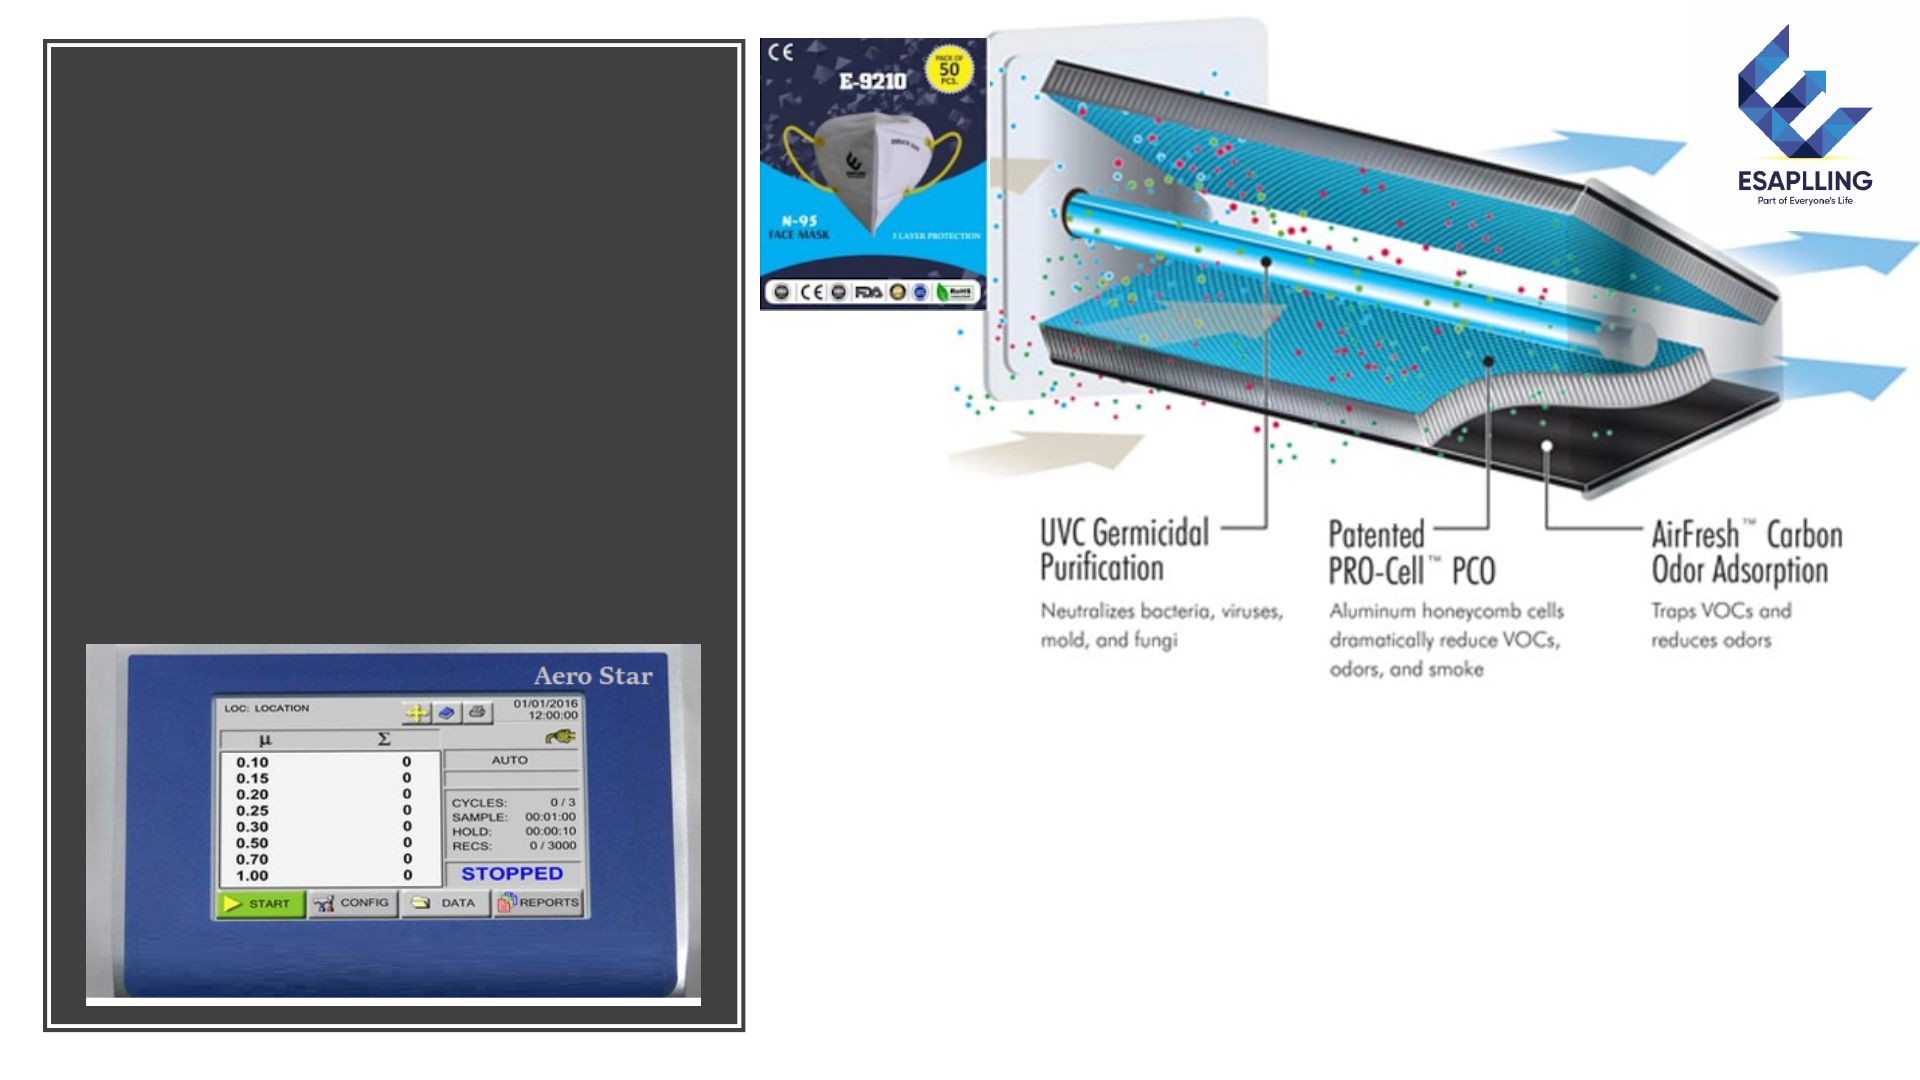 CE
E-9210
PACK OF
50
PCS.
N-95
FACE MASK
3 LAYER PROTECTION
CE
FDA
RoHS
ESAPLLING
Part of Everyone's Life
UVC Germicidal
Purification
Neutralizes bacteria, viruses,
mold, and fungi
Patented
PRO-Cell™ PCO
Aluminum honeycomb cells
dramatically reduce VOCs,
odors, and smoke
AirFresh™ Carbon
Odor Adsorption
Traps VOCs and
reduces odors
Aero Star
LOC: LOCATION
01/01/2016
12:00:00
μ Σ
0.10 0
0.15 0
0.20 0
0.25 0
0.30 0
0.50 0
0.70 0
1.00 0
AUTO
CYCLES: 0 / 3
SAMPLE: 00:01:00
HOLD: 00:00:10
RECS: 0 / 3000
STOPPED
START
CONFIG
DATA
REPORTS